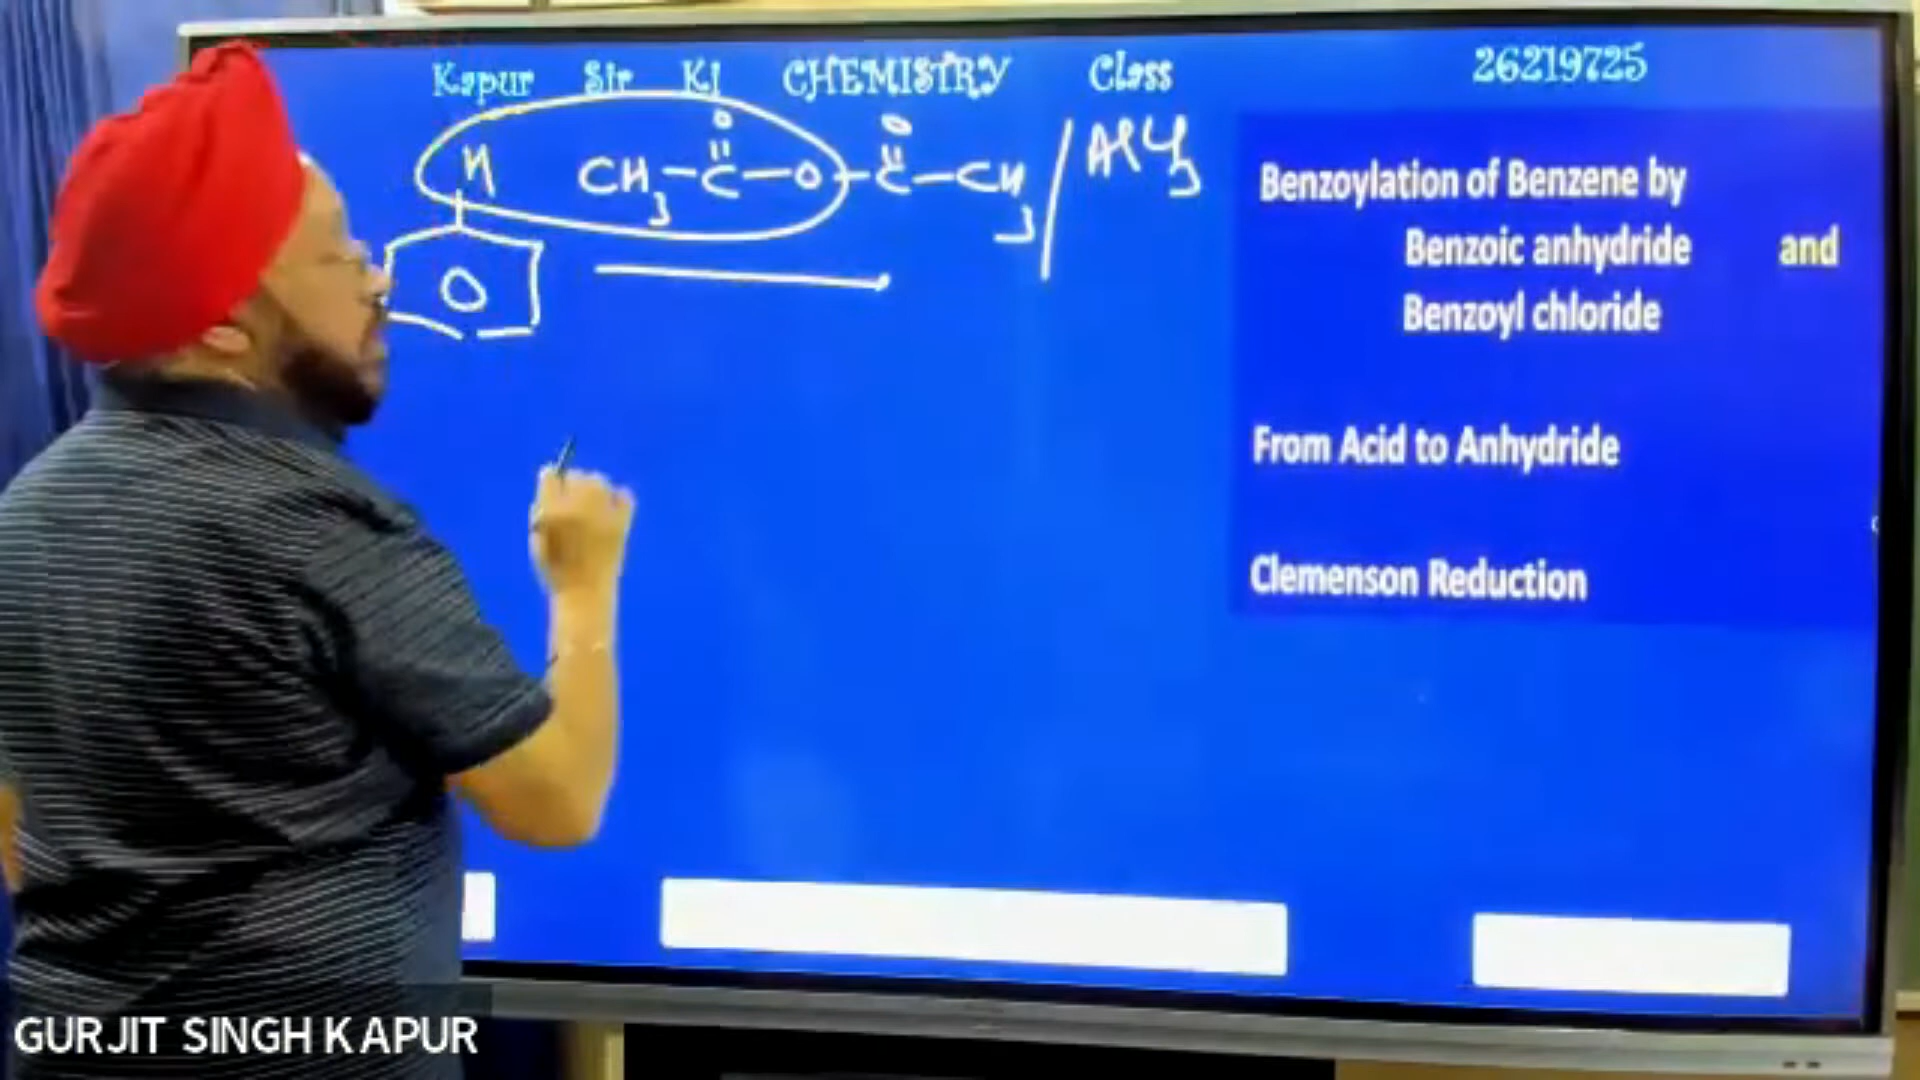 Kapur Sir Ki CHEMISTRY Class 26219725
O O
H CH3-C-O-C-CH3 / AlCl3
O
Benzoylation of Benzene by
Benzoic anhydride and
Benzoyl chloride
From Acid to Anhydride
Clemenson Reduction
GURJIT SINGH KAPUR